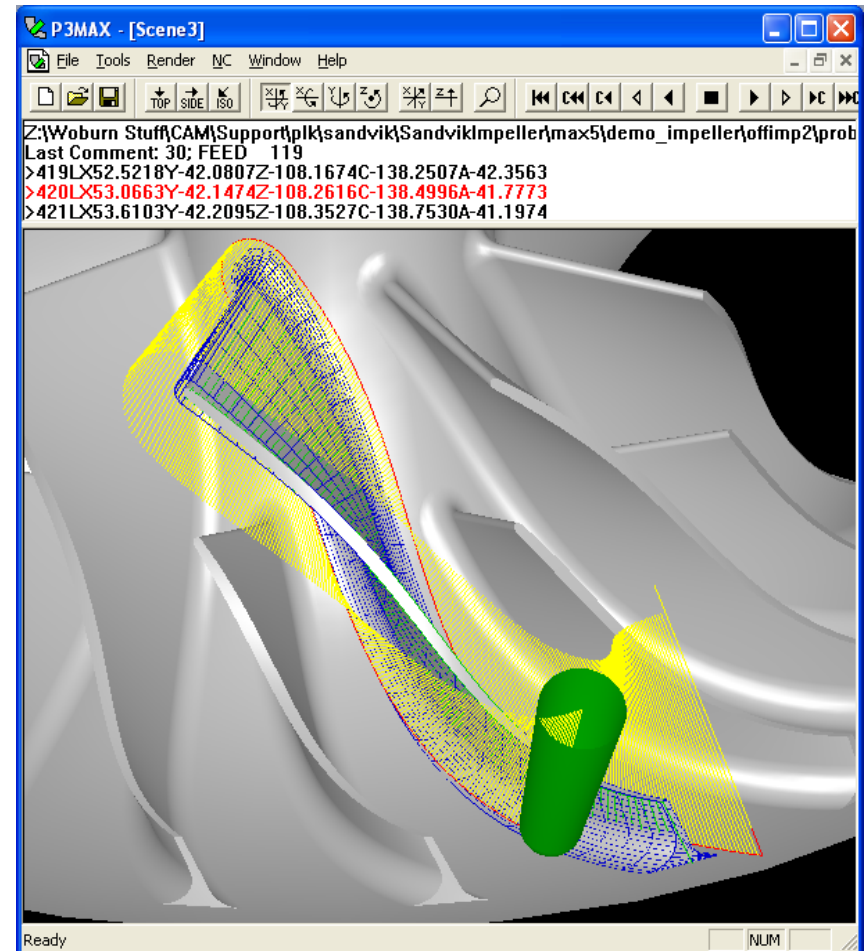 P3MAX - [Scene3]
File Tools Render NC Window Help
TOP SIDE ISO
Z:\Woburn Stuff\CAM\Support\plk\sandvik\SandvikImpeller\max5\demo_impeller\offimp2\prob
Last Comment: 30; FEED 119
>419LX52.5218Y-42.0807Z-108.1674C-138.2507A-42.3563
>420LX53.0663Y-42.1474Z-108.2616C-138.4996A-41.7773
>421LX53.6103Y-42.2095Z-108.3527C-138.7530A-41.1974
Ready NUM